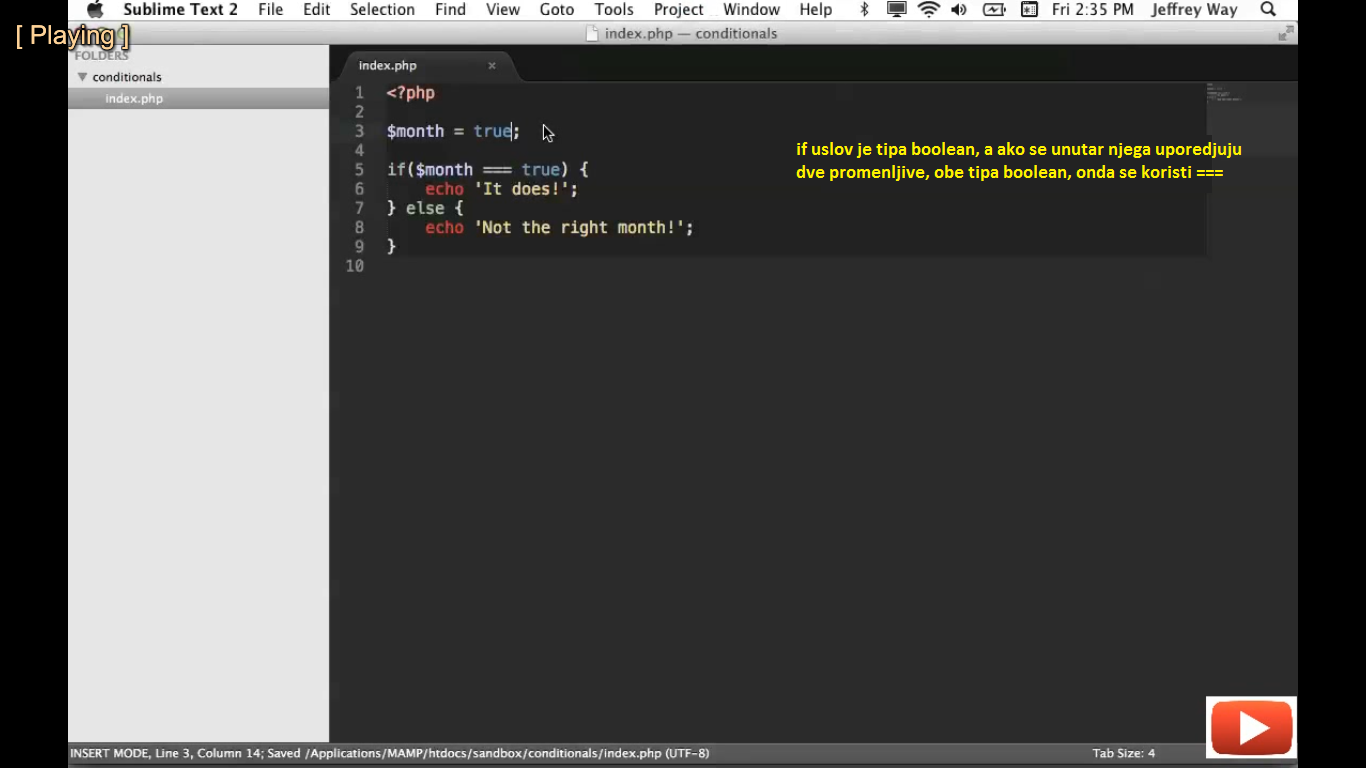 Sublime Text 2 File Edit Selection Find View Goto Tools Project Window Help Fri 2:35 PM Jeffrey Way
[ Playing ]
index.php — conditionals
FOLDERS
conditionals
index.php
index.php ×
1 <?php
2
3 $month = true;
4
5 if($month === true) {
6 echo 'It does!';
7 } else {
8 echo 'Not the right month!';
9 }
10
if uslov je tipa boolean, a ako se unutar njega uporedjuju
dve promenljive, obe tipa boolean, onda se koristi ===
INSERT MODE, Line 3, Column 14; Saved /Applications/MAMP/htdocs/sandbox/conditionals/index.php (UTF-8) Tab Size: 4